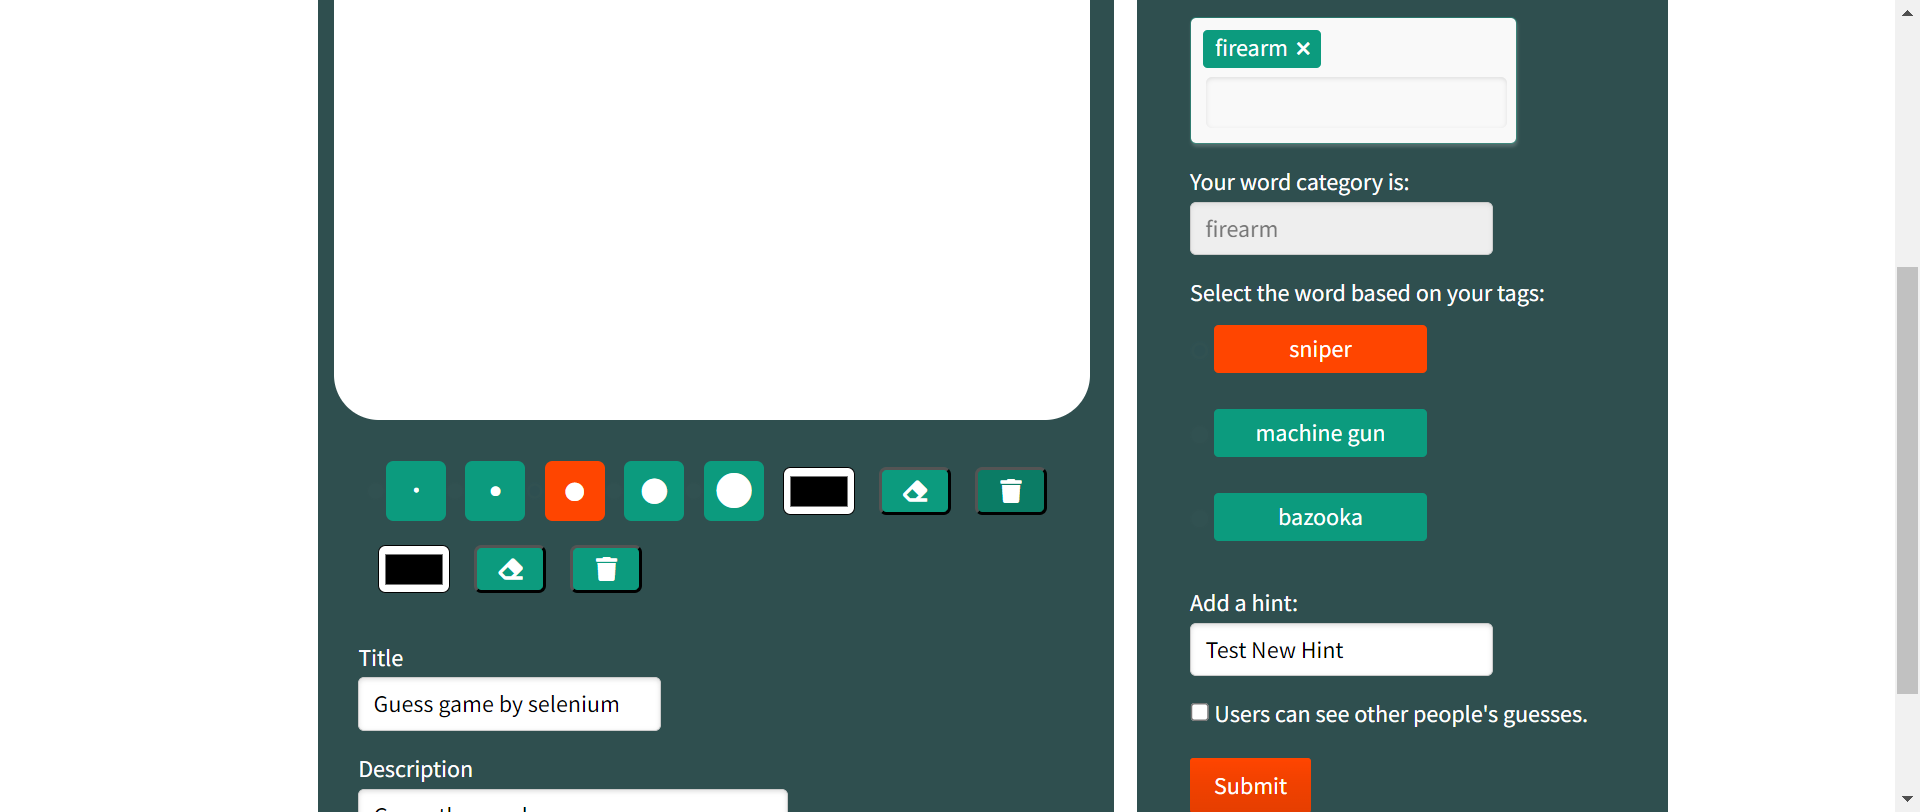 Title
Guess game by selenium
Description
firearm
Your word category is:
firearm
Select the word based on your tags:
sniper
machine gun
bazooka
Add a hint:
Test New Hint
Users can see other people's guesses.
Submit